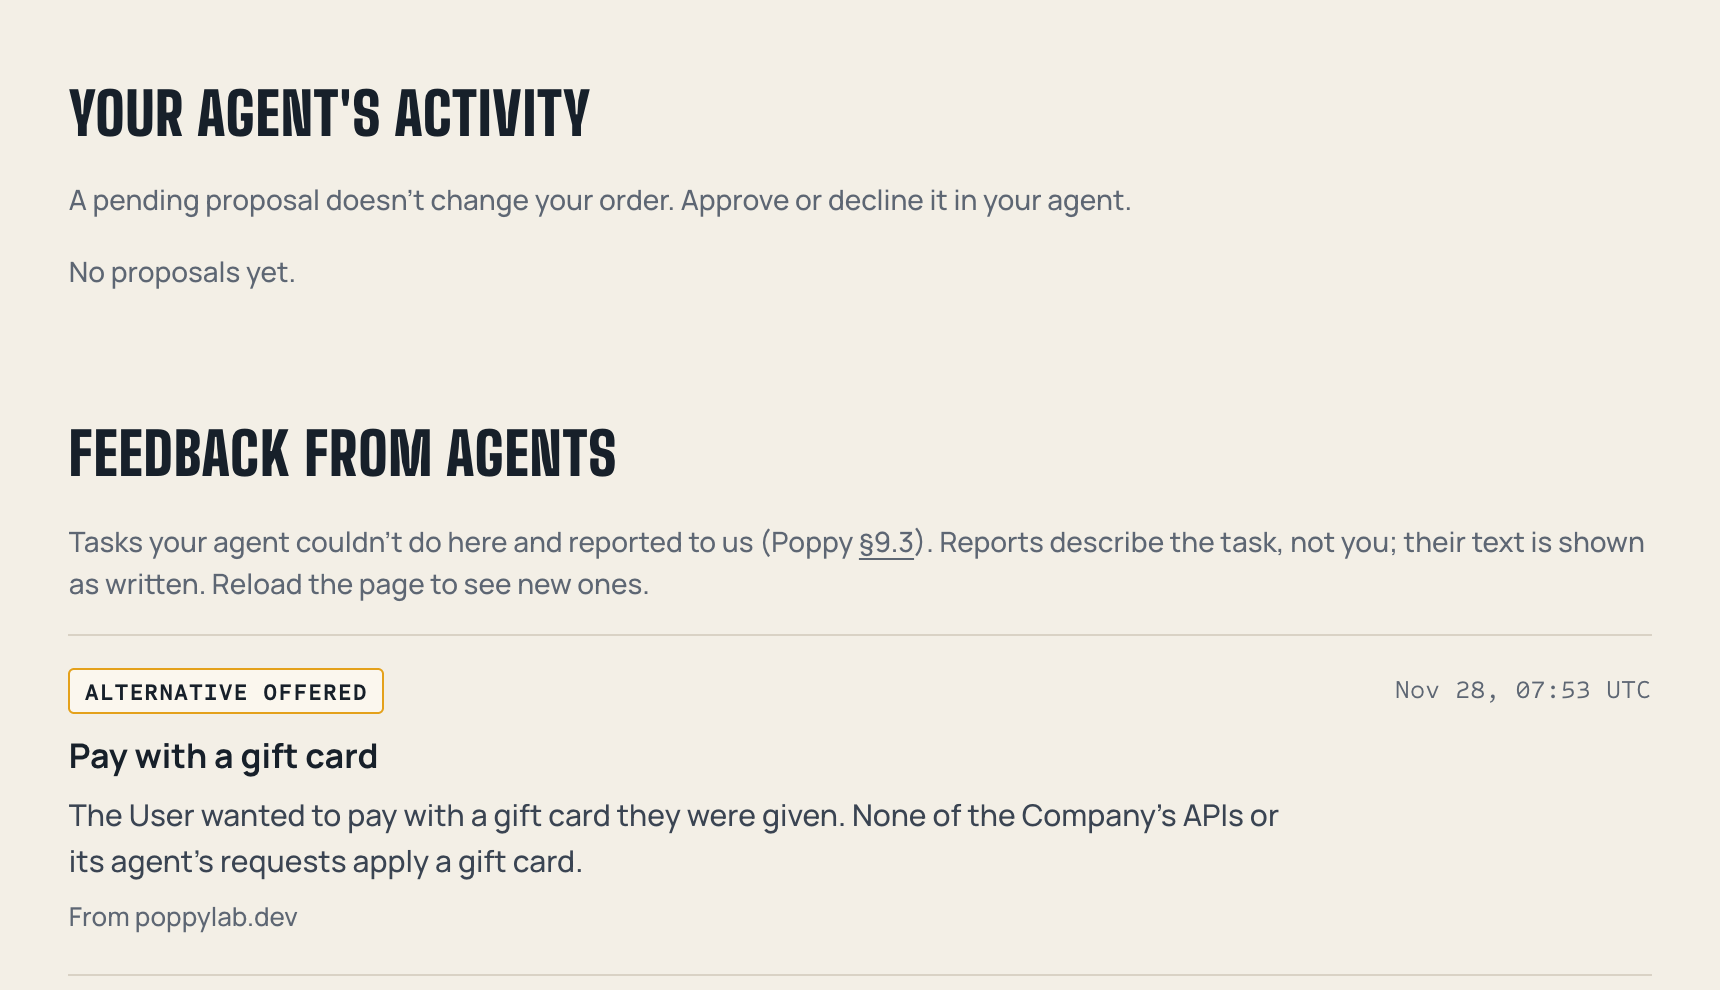 YOUR AGENT'S ACTIVITY
A pending proposal doesn’t change your order. Approve or decline it in your agent.
No proposals yet.
FEEDBACK FROM AGENTS
Tasks your agent couldn’t do here and reported to us (Poppy §9.3). Reports describe the task, not you; their text is shown
as written. Reload the page to see new ones.
ALTERNATIVE OFFERED
Nov 28, 07:53 UTC
Pay with a gift card
The User wanted to pay with a gift card they were given. None of the Company’s APIs or
its agent’s requests apply a gift card.
From poppylab.dev